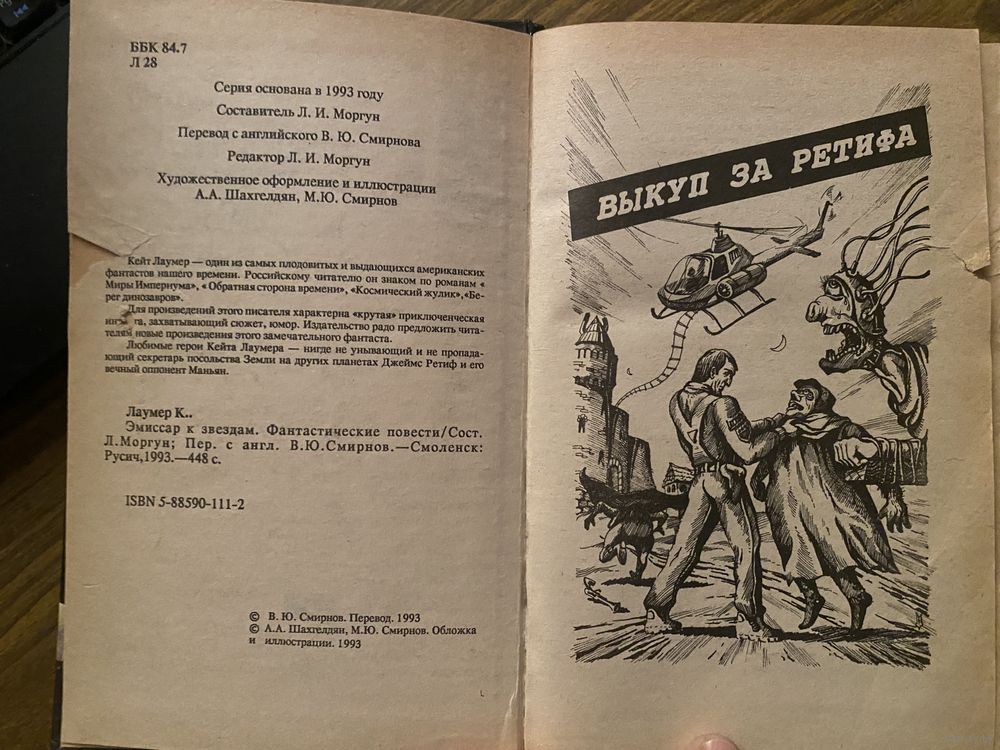 ББК 84.7
Л 28
Серия основана в 1993 году
Составитель Л. И. Моргун
Перевод с английского В. Ю. Смирнова
Редактор Л. И. Моргун
Художественное оформление и иллюстрации
А.А. Шахгелдян, М.Ю. Смирнов
Кейт Лаумер — один из самых плодовитых и выдающихся американских
фантастов нашего времени. Российскому читателю он знаком по романам «
Миры Империума», « Обратная сторона времени», «Космический жулик»,«Бе-
рег динозавров».
Для произведений этого писателя характерна «крутая» приключенческая
захватывающий сюжет, юмор. Издательство радо предложить чита-
телям новые произведения этого замечательного фантаста.
Любимые герои Кейта Лаумера — нигде не унывающий и не пропада-
ющий секретарь посольства Земли на других планетах Джеймс Ретиф и его
вечный оппонент Маньян.
Лаумер К..
Эмиссар к звездам. Фантастические повести/Сост.
Л.Моргун; Пер. с англ. В.Ю.Смирнов.—Смоленск:
Русич,1993.—448 с.
ISBN 5-88590-111-2
© В. Ю. Смирнов. Перевод. 1993
© А.А. Шахгелдян, М.Ю. Смирнов. Обложка
и иллюстрации. 1993
ВЫКУП ЗА РЕТИФА